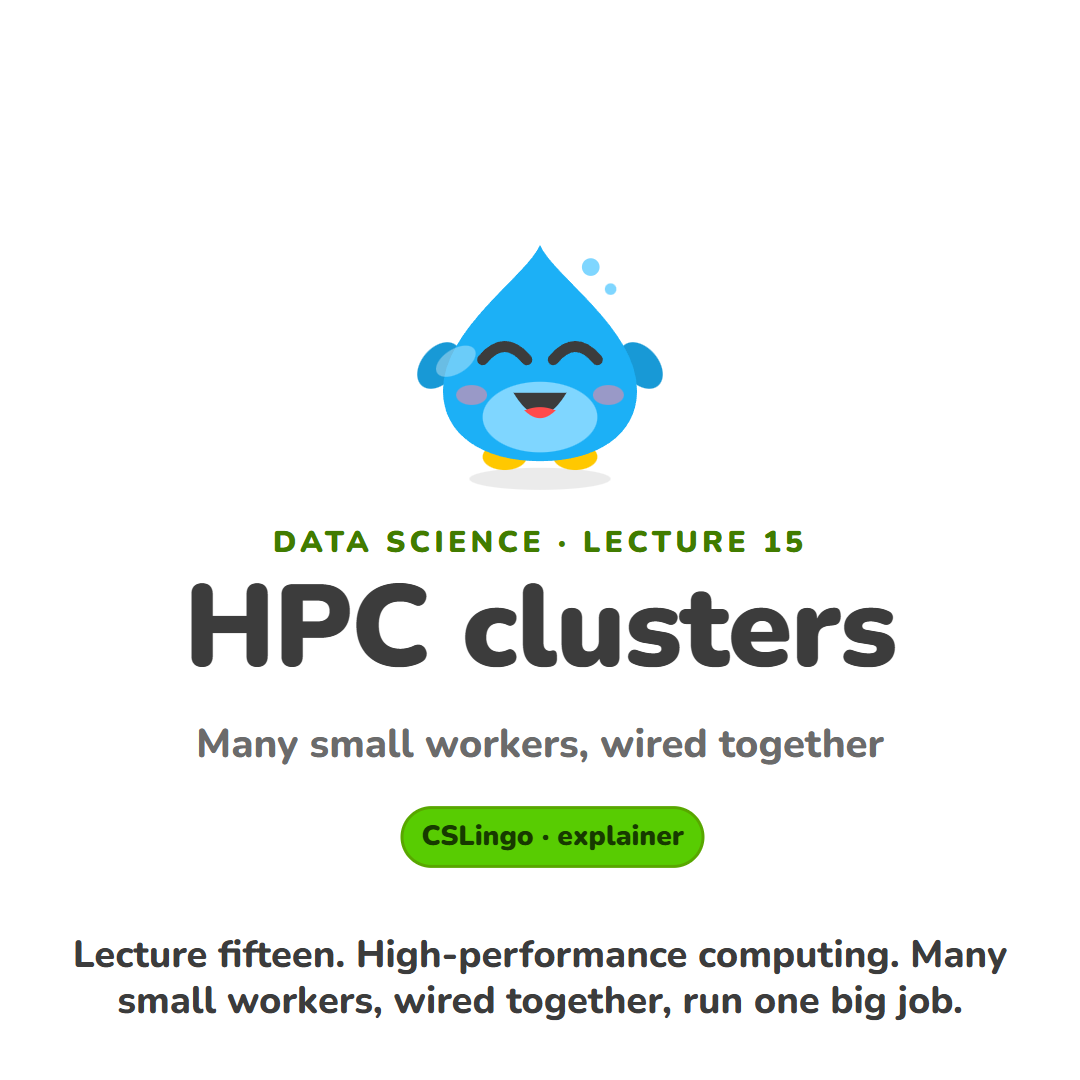 DATA SCIENCE · LECTURE 15
HPC clusters
Many small workers, wired together
CSLingo · explainer
Lecture fifteen. High-performance computing. Many
small workers, wired together, run one big job.